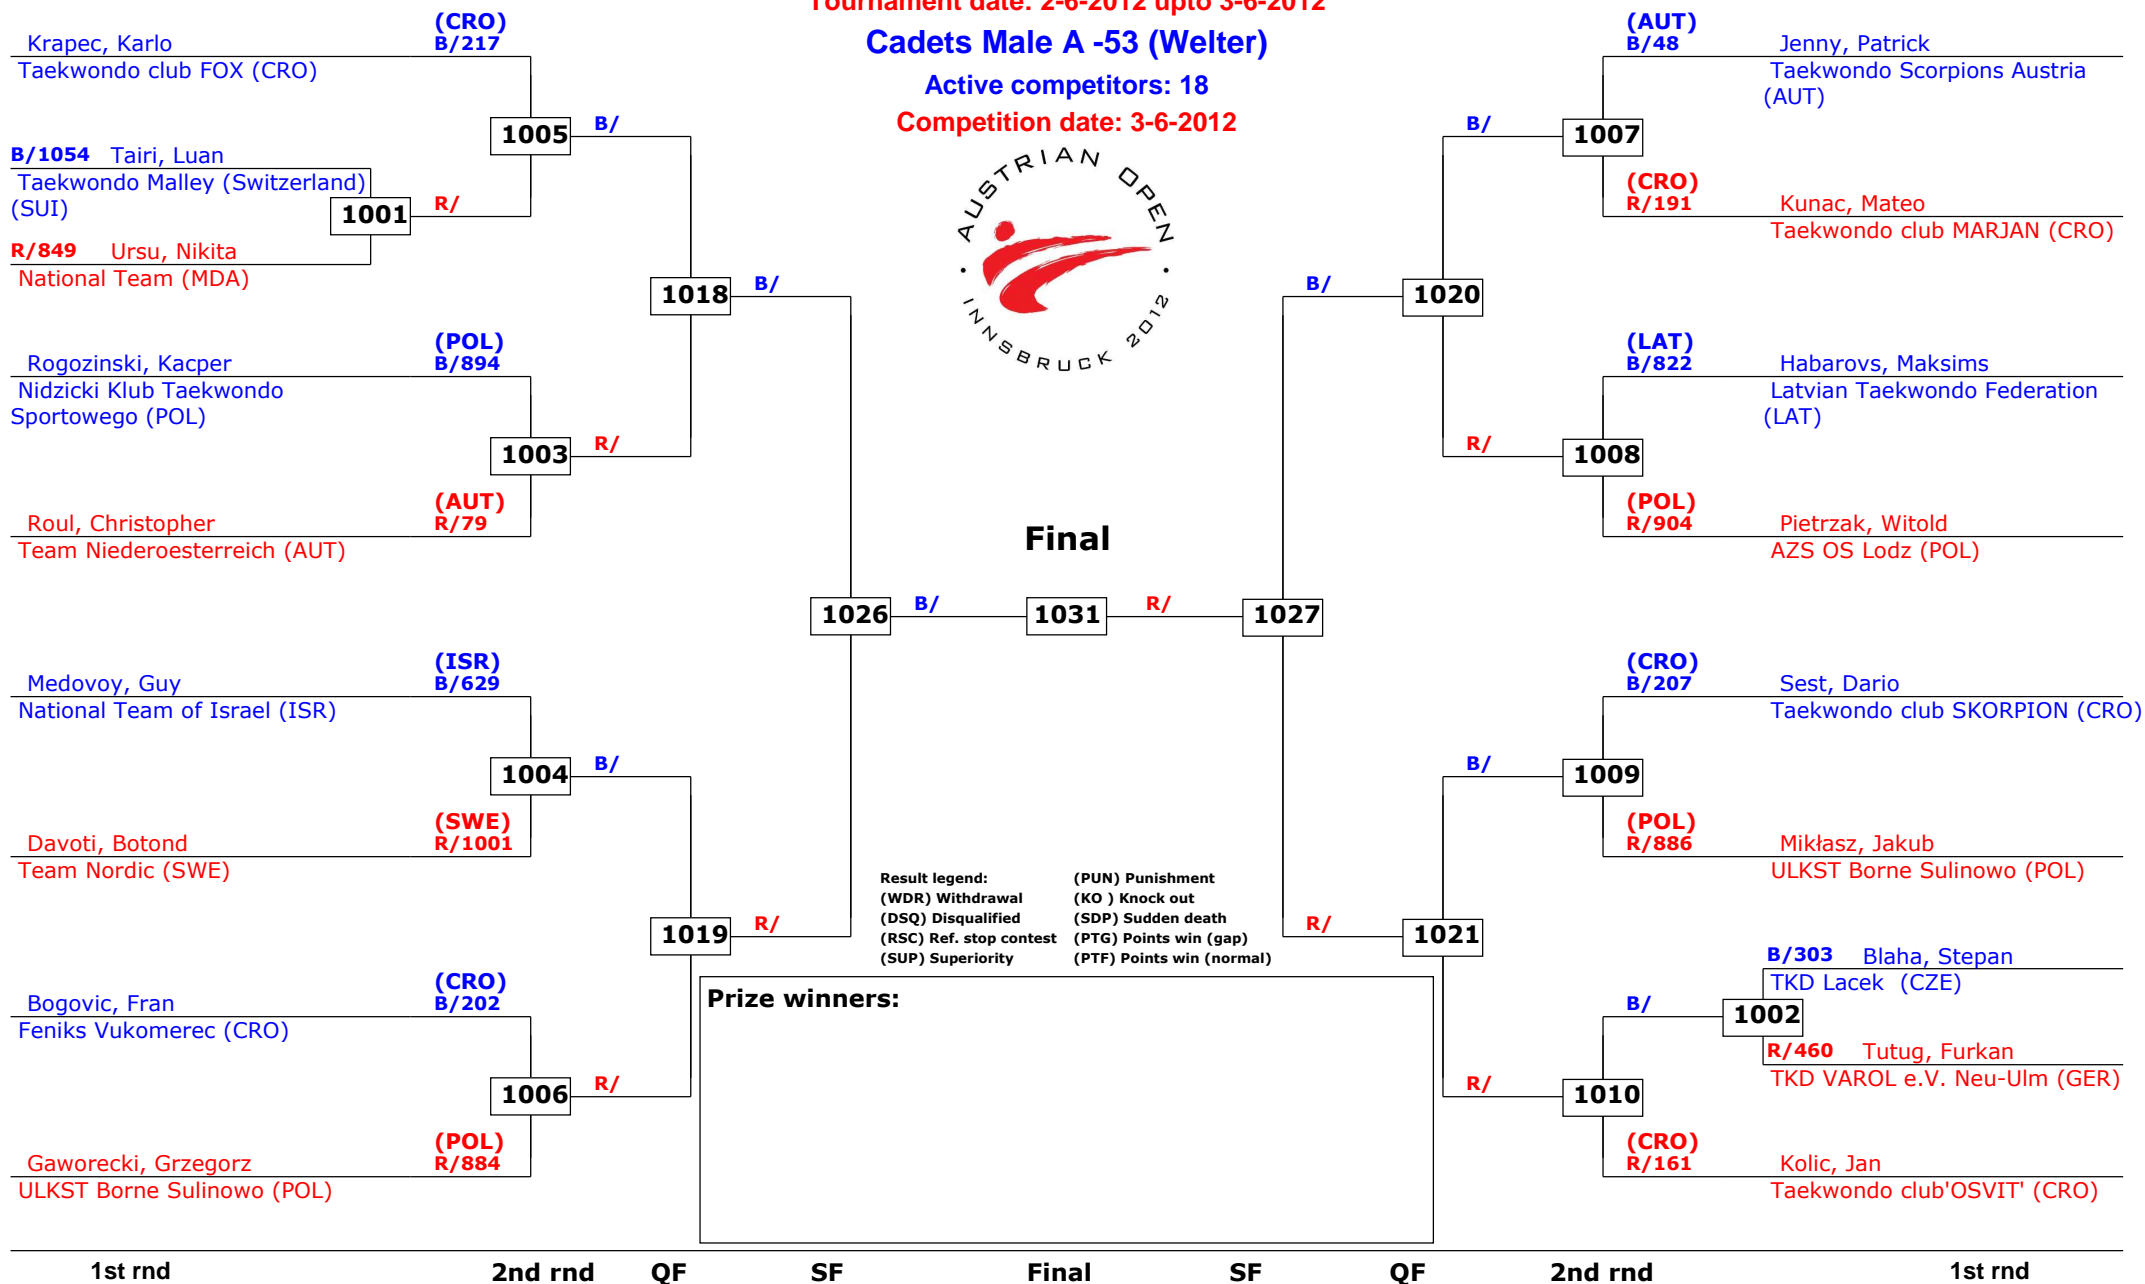 Tournament date: 2-6-2012 upto 3-6-2012
Cadets Male A -53 (Welter)
Active competitors: 18
Competition date: 3-6-2012
AUSTRIAN OPEN
· INNSBRUCK 2012 ·
(CRO)
Krapec, Karlo B/217
Taekwondo club FOX (CRO)
1005 B/
B/1054 Tairi, Luan
Taekwondo Malley (Switzerland)
(SUI)
1001 R/
R/849 Ursu, Nikita
National Team (MDA)
1018 B/
(POL)
Rogozinski, Kacper B/894
Nidzicki Klub Taekwondo
Sportowego (POL)
1003 R/
(AUT)
Roul, Christopher R/79
Team Niederoesterreich (AUT)
Final
1026 B/ 1031 R/ 1027
(ISR)
Medovoy, Guy B/629
National Team of Israel (ISR)
1004 B/
(SWE)
Davoti, Botond R/1001
Team Nordic (SWE)
1019 R/
(CRO)
Bogovic, Fran B/202
Feniks Vukomerec (CRO)
1006 R/
(POL)
Gaworecki, Grzegorz R/884
ULKST Borne Sulinowo (POL)
(AUT)
B/48 Jenny, Patrick
Taekwondo Scorpions Austria
(AUT)
B/ 1007
(CRO)
R/191 Kunac, Mateo
Taekwondo club MARJAN (CRO)
B/ 1020
(LAT)
B/822 Habarovs, Maksims
Latvian Taekwondo Federation
(LAT)
R/ 1008
(POL)
R/904 Pietrzak, Witold
AZS OS Lodz (POL)
(CRO)
B/207 Sest, Dario
Taekwondo club SKORPION (CRO)
B/ 1009
(POL)
R/886 Mikłasz, Jakub
ULKST Borne Sulinowo (POL)
R/ 1021
B/303 Blaha, Stepan
TKD Lacek (CZE)
B/ 1002
R/460 Tutug, Furkan
TKD VAROL e.V. Neu-Ulm (GER)
R/ 1010
(CRO)
R/161 Kolic, Jan
Taekwondo club'OSVIT' (CRO)
Result legend: (PUN) Punishment
(WDR) Withdrawal (KO ) Knock out
(DSQ) Disqualified (SDP) Sudden death
(RSC) Ref. stop contest (PTG) Points win (gap)
(SUP) Superiority (PTF) Points win (normal)
Prize winners:
1st rnd 2nd rnd QF SF Final SF QF 2nd rnd 1st rnd